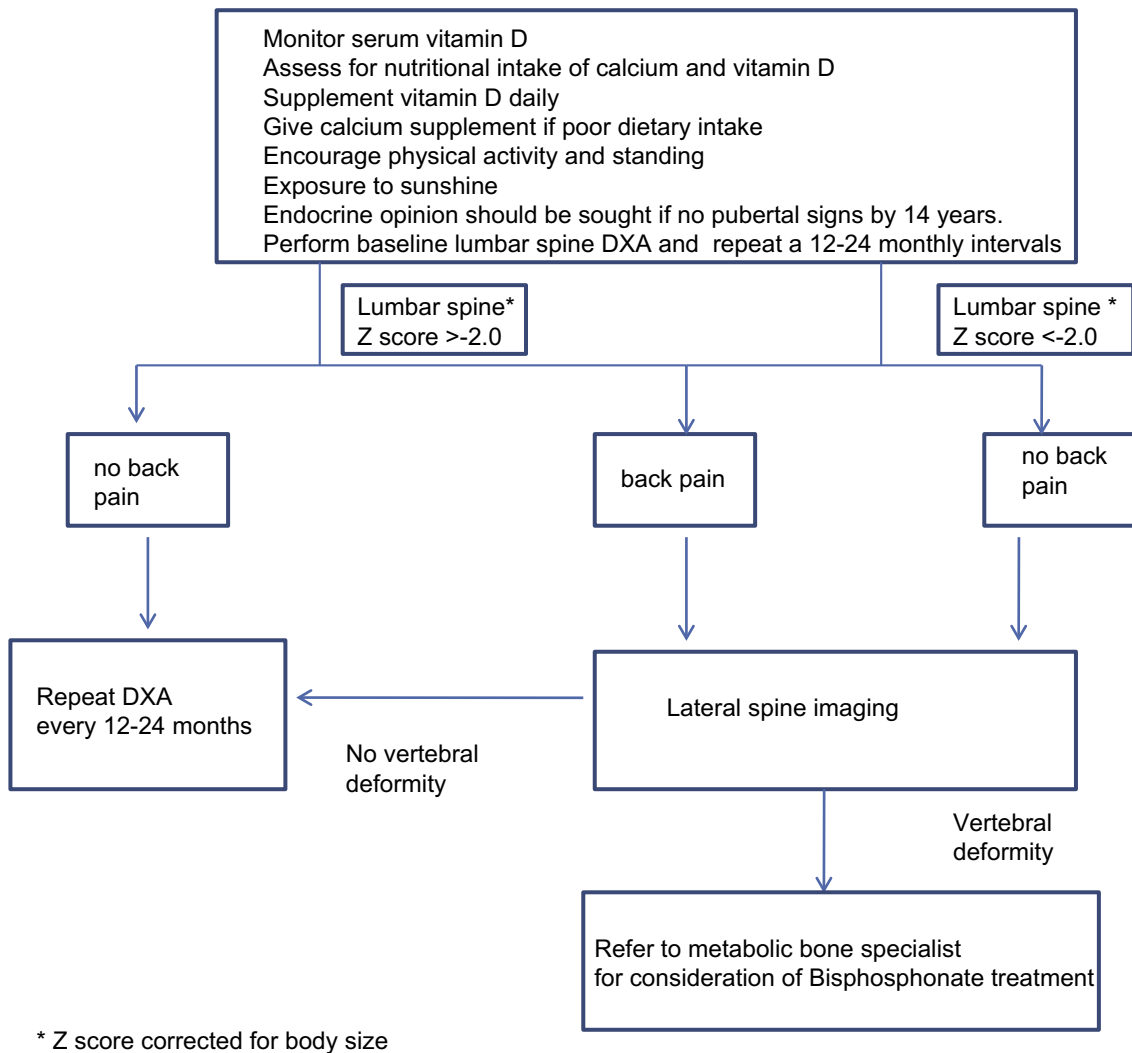 Monitor serum vitamin D
Assess for nutritional intake of calcium and vitamin D
Supplement vitamin D daily
Give calcium supplement if poor dietary intake
Encourage physical activity and standing
Exposure to sunshine
Endocrine opinion should be sought if no pubertal signs by 14 years.
Perform baseline lumbar spine DXA and repeat a 12-24 monthly intervals
Lumbar spine*
Z score >-2.0
Lumbar spine *
Z score <-2.0
no back
pain
back pain
no back
pain
Repeat DXA
every 12-24 months
No vertebral
deformity
Lateral spine imaging
Vertebral
deformity
Refer to metabolic bone specialist
for consideration of Bisphosphonate treatment
* Z score corrected for body size